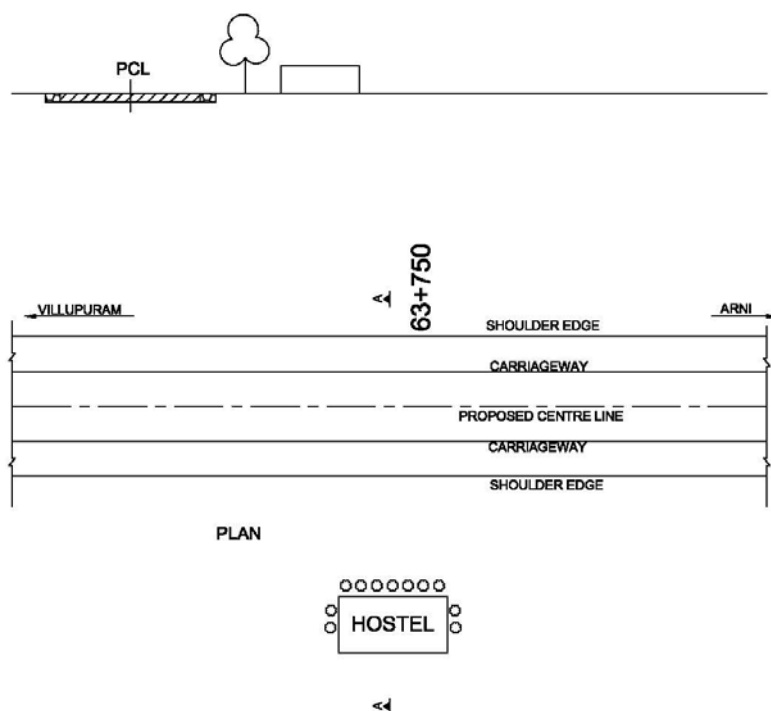 PCL
A
63+750
VILLUPURAM
ARNI
SHOULDER EDGE
CARRIAGEWAY
PROPOSED CENTRE LINE
CARRIAGEWAY
SHOULDER EDGE
PLAN
HOSTEL
A